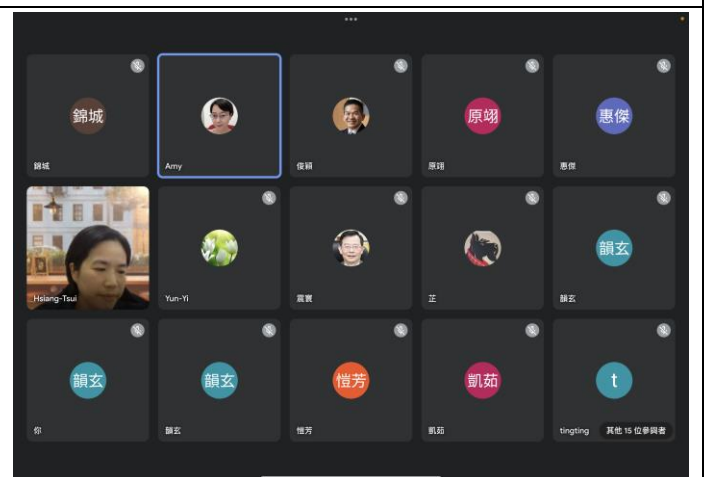 錦城
錦城
Amy
俊穎
原翊
原翊
惠傑
惠傑
Hsiang-Tsui
Yun-Yi
震寰
芷
韻玄
韻玄
韻玄
你
韻玄
韻玄
愷芳
愷芳
凱茹
凱茹
t
tingting
其他 15 位參與者